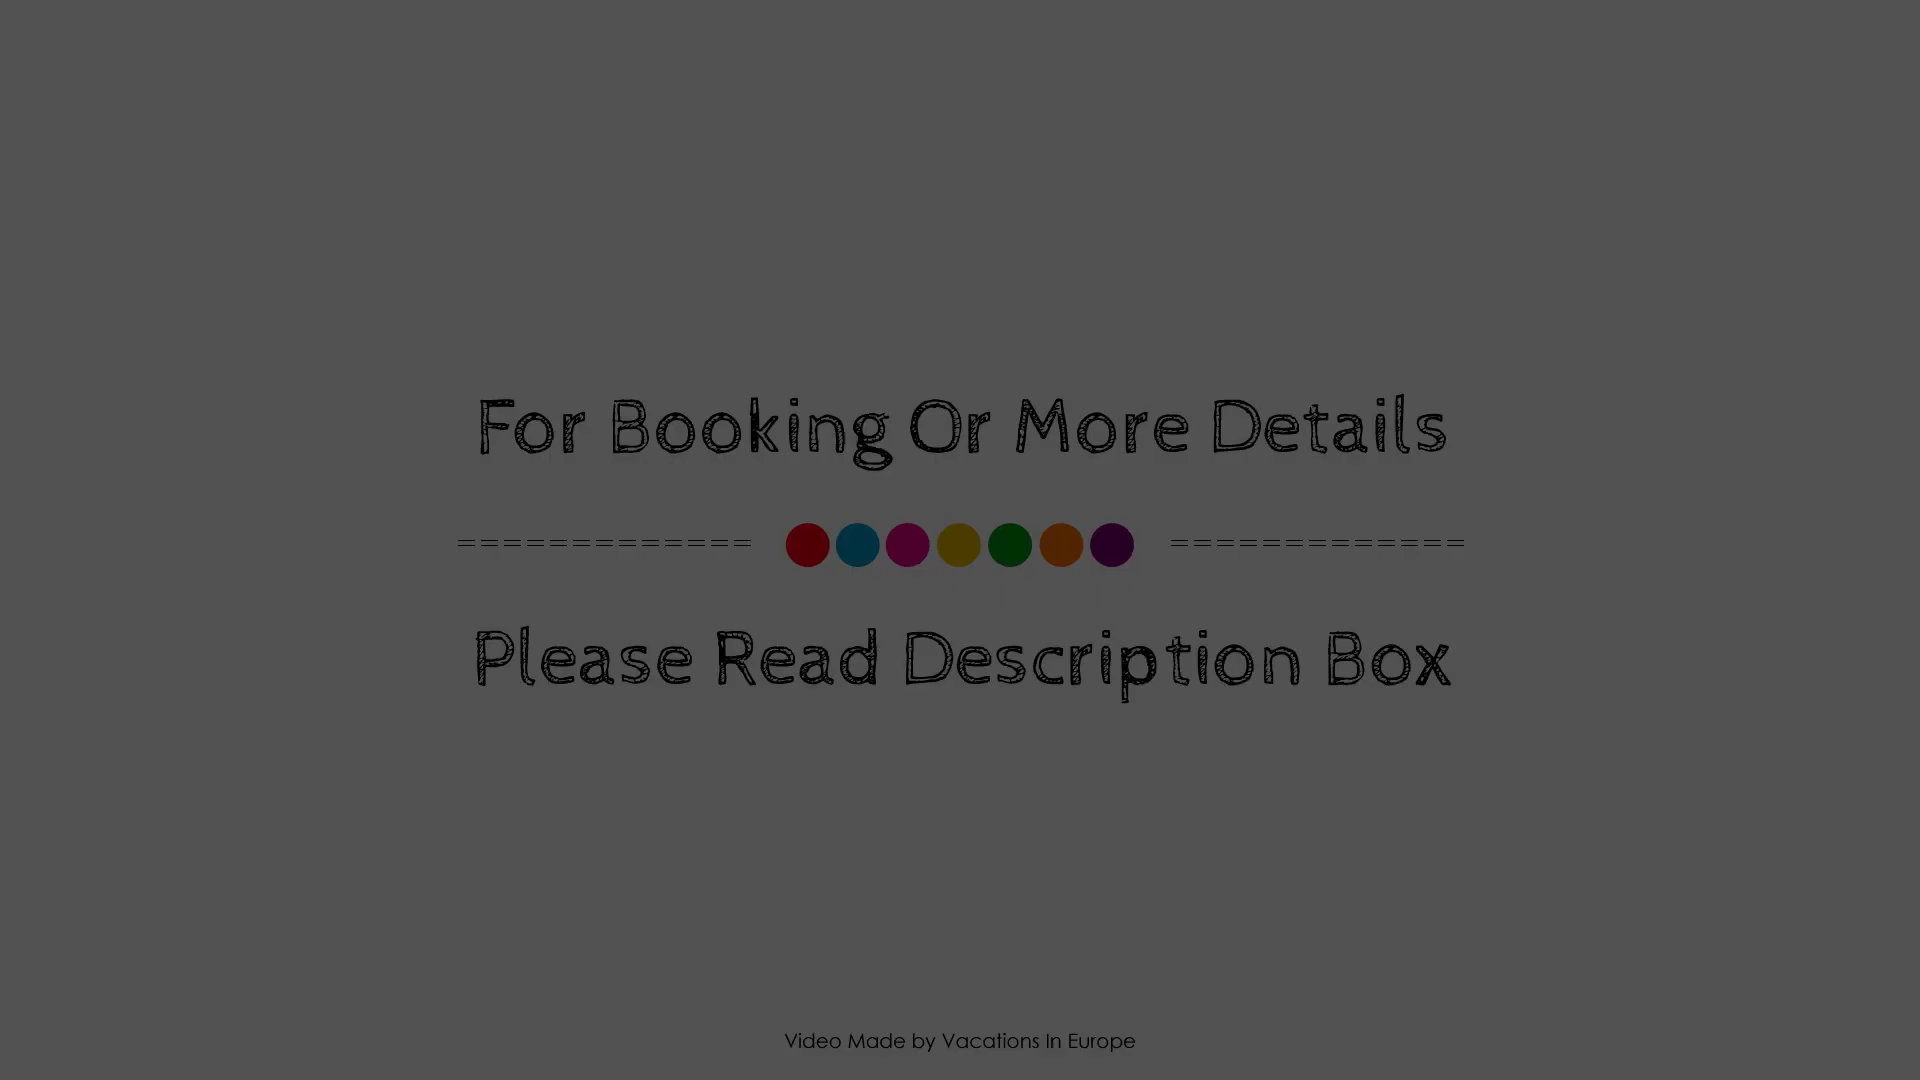 For Booking Or More Details
============= =============
Please Read Description Box
Video Made by Vacations In Europe